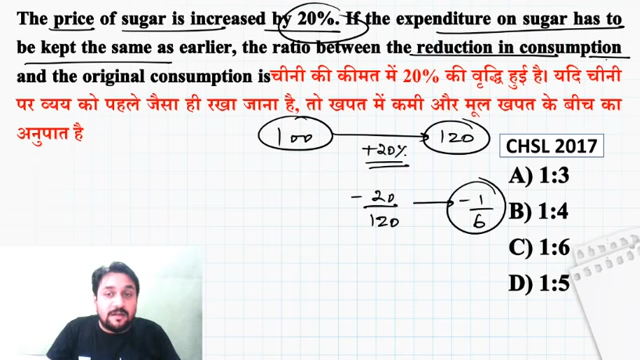 The price of sugar is increased by 20%. If the expenditure on sugar has to
be kept the same as earlier, the ratio between the reduction in consumption
and the original consumption is चीनी की कीमत में 20% की वृद्धि हुई है। यदि चीनी
पर व्यय को पहले जैसा ही रखा जाना है, तो खपत में कमी और मूल खपत के बीच का
अनुपात है
100 +20% 120
CHSL 2017
A) 1:3
- 20/120 - 1/6
B) 1:4
C) 1:6
D) 1:5